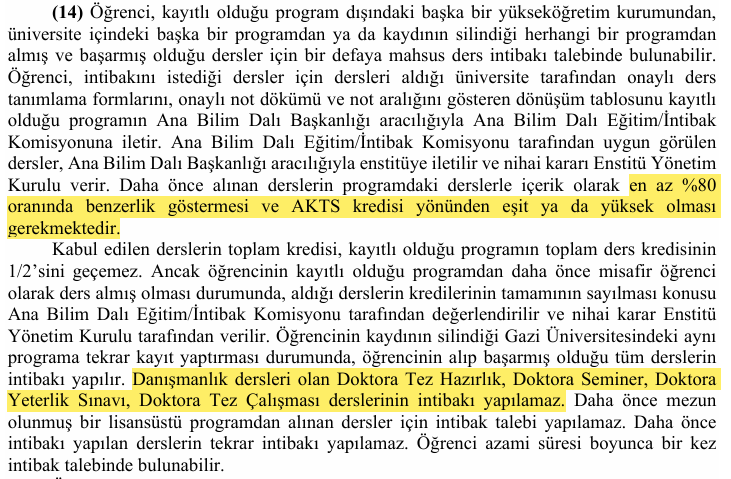 (14) Öğrenci, kayıtlı olduğu program dışındaki başka bir yükseköğretim kurumundan,
üniversite içindeki başka bir programdan ya da kaydının silindiği herhangi bir programdan
almış ve başarmış olduğu dersler için bir defaya mahsus ders intibakı talebinde bulunabilir.
Öğrenci, intibakını istediği dersler için dersleri aldığı üniversite tarafından onaylı ders
tanımlama formlarını, onaylı not dökümü ve not aralığını gösteren dönüşüm tablosunu kayıtlı
olduğu programın Ana Bilim Dalı Başkanlığı aracılığıyla Ana Bilim Dalı Eğitim/İntibak
Komisyonuna iletir. Ana Bilim Dalı Eğitim/İntibak Komisyonu tarafından uygun görülen
dersler, Ana Bilim Dalı Başkanlığı aracılığıyla enstitüye iletilir ve nihai kararı Enstitü Yönetim
Kurulu verir. Daha önce alınan derslerin programdaki derslerle içerik olarak en az %80
oranında benzerlik göstermesi ve AKTS kredisi yönünden eşit ya da yüksek olması
gerekmektedir.
Kabul edilen derslerin toplam kredisi, kayıtlı olduğu programın toplam ders kredisinin
1/2’sini geçemez. Ancak öğrencinin kayıtlı olduğu programdan daha önce misafir öğrenci
olarak ders almış olması durumunda, aldığı derslerin kredilerinin tamamının sayılması konusu
Ana Bilim Dalı Eğitim/İntibak Komisyonu tarafından değerlendirilir ve nihai karar Enstitü
Yönetim Kurulu tarafından verilir. Öğrencinin kaydının silindiği Gazi Üniversitesindeki aynı
programa tekrar kayıt yaptırması durumunda, öğrencinin alıp başarmış olduğu tüm derslerin
intibakı yapılır. Danışmanlık dersleri olan Doktora Tez Hazırlık, Doktora Seminer, Doktora
Yeterlik Sınavı, Doktora Tez Çalışması derslerinin intibakı yapılamaz. Daha önce mezun
olunmuş bir lisansüstü programdan alınan dersler için intibak talebi yapılamaz. Daha önce
intibakı yapılan derslerin tekrar intibakı yapılamaz. Öğrenci azami süresi boyunca bir kez
intibak talebinde bulunabilir.